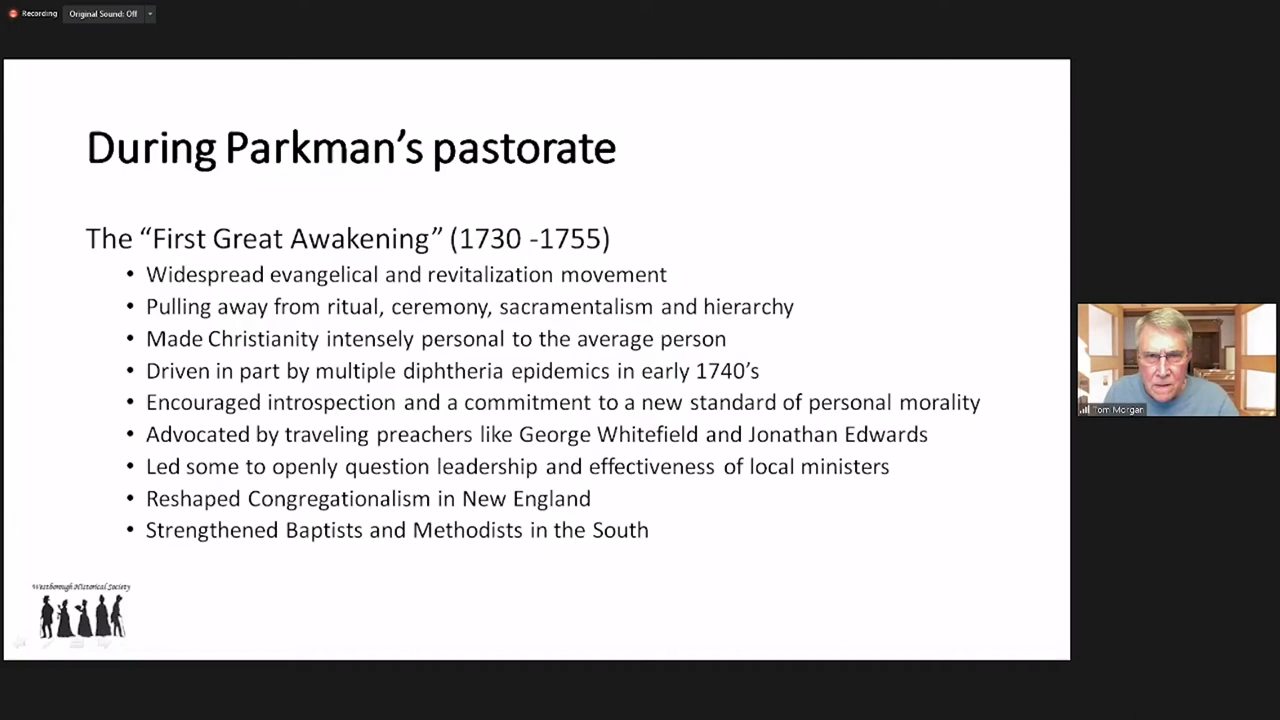 Recording
Original Sound: Off
During Parkman’s pastorate
The “First Great Awakening” (1730 -1755)
• Widespread evangelical and revitalization movement
• Pulling away from ritual, ceremony, sacramentalism and hierarchy
• Made Christianity intensely personal to the average person
• Driven in part by multiple diphtheria epidemics in early 1740’s
• Encouraged introspection and a commitment to a new standard of personal morality
• Advocated by traveling preachers like George Whitefield and Jonathan Edwards
• Led some to openly question leadership and effectiveness of local ministers
• Reshaped Congregationalism in New England
• Strengthened Baptists and Methodists in the South
Westborough Historical Society
Tom Morgan